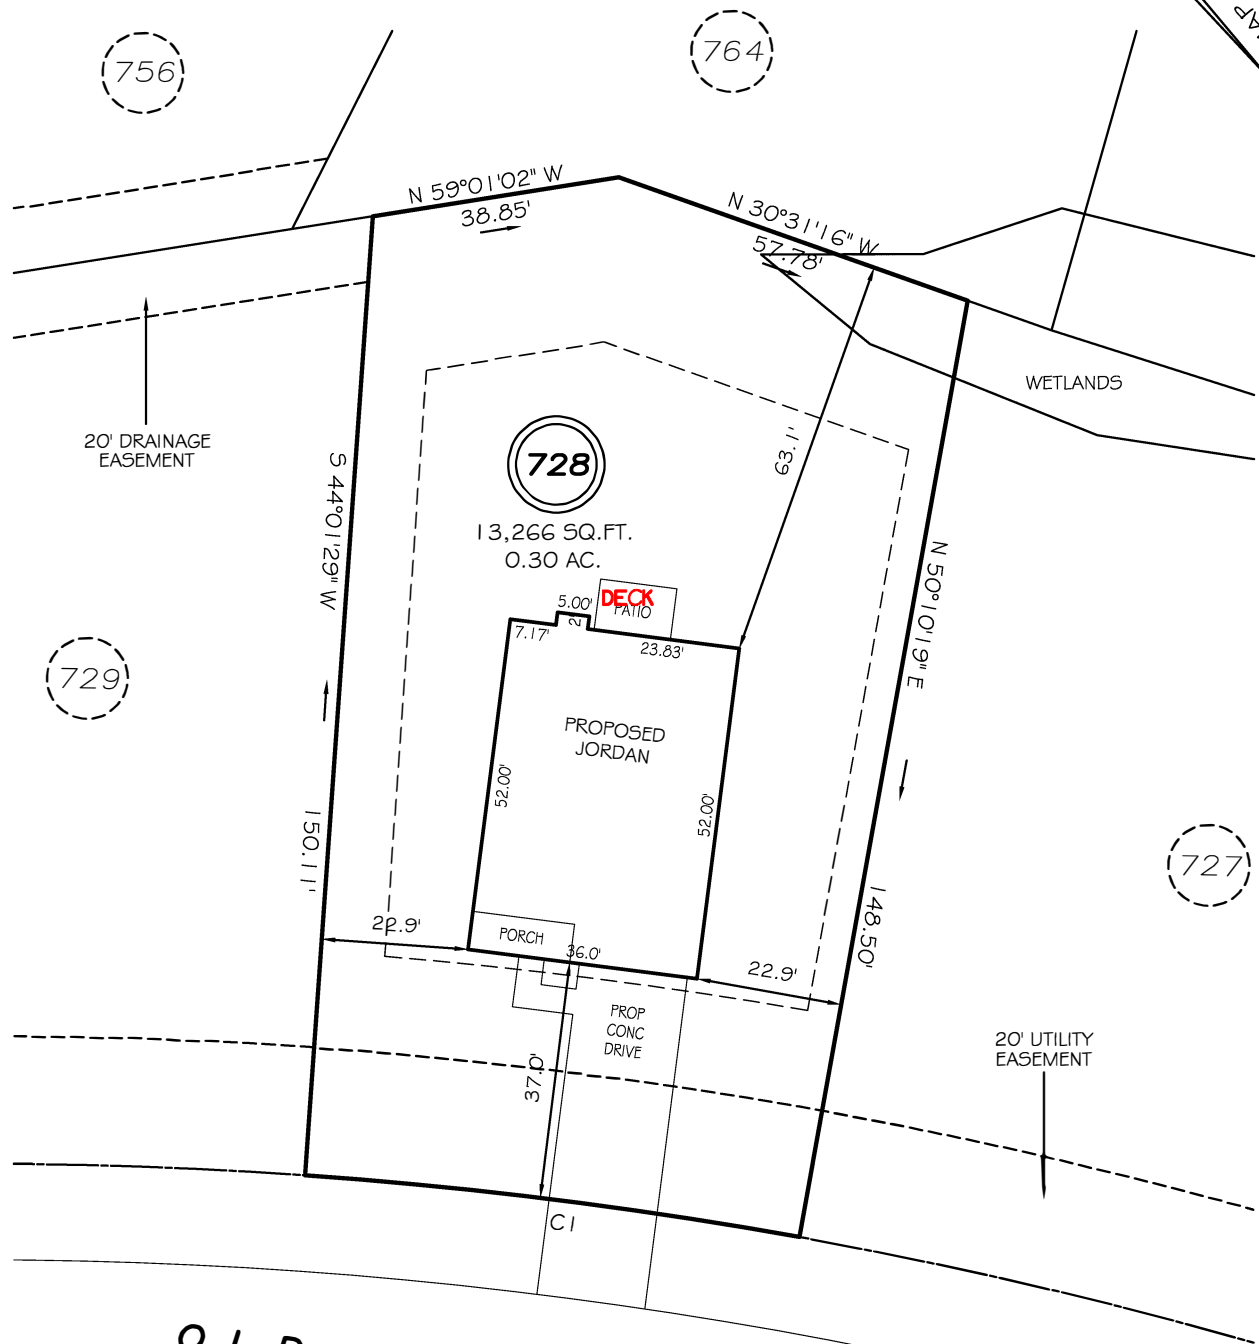 756
764
AP
N 59°01'02" W
38.85'
N 30°31'16" W
57.78'
WETLANDS
20' DRAINAGE
EASEMENT
S 44°01'29" W
150.11'
63.1'
728
13,266 SQ.FT.
0.30 AC.
N 50°10'19" E
148.50'
DECK
PATIO
5.00'
2'
7.17'
23.83'
729
PROPOSED
JORDAN
52.00'
52.00'
727
22.9'
PORCH
36.0'
22.9'
PROP
CONC
DRIVE
37.0'
20' UTILITY
EASEMENT
C1
OLD